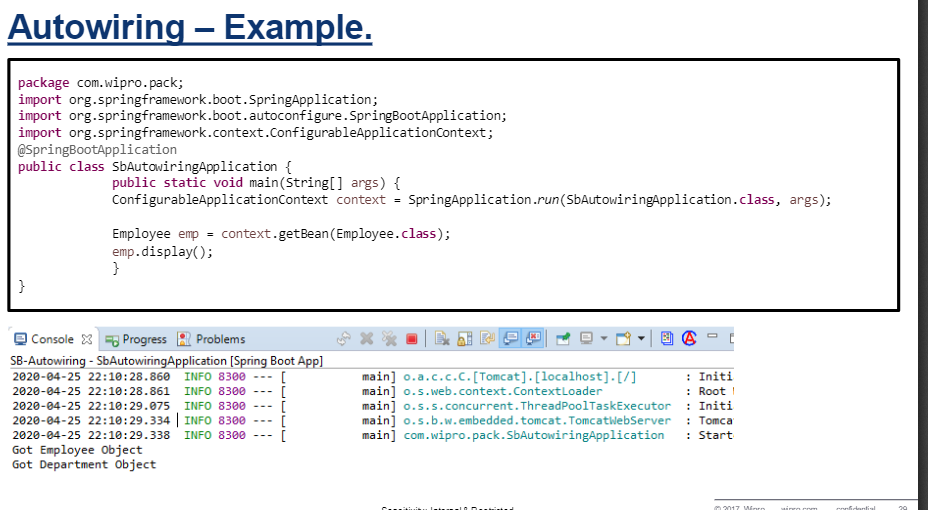 Autowiring – Example.
package com.wipro.pack;
import org.springframework.boot.SpringApplication;
import org.springframework.boot.autoconfigure.SpringBootApplication;
import org.springframework.context.ConfigurableApplicationContext;
@SpringBootApplication
public class SbAutowiringApplication {
public static void main(String[] args) {
ConfigurableApplicationContext context = SpringApplication.run(SbAutowiringApplication.class, args);
Employee emp = context.getBean(Employee.class);
emp.display();
}
}
Console Progress Problems
SB-Autowiring - SbAutowiringApplication [Spring Boot App]
2020-04-25 22:10:28.860 INFO 8300 --- [ main] o.a.c.c.C.[Tomcat].[localhost].[/] : Initi
2020-04-25 22:10:28.861 INFO 8300 --- [ main] o.s.web.context.ContextLoader : Root
2020-04-25 22:10:29.075 INFO 8300 --- [ main] o.s.s.concurrent.ThreadPoolTaskExecutor : Initi
2020-04-25 22:10:29.334 INFO 8300 --- [ main] o.s.b.w.embedded.tomcat.TomcatWebServer : Tomca
2020-04-25 22:10:29.338 INFO 8300 --- [ main] com.wipro.pack.SbAutowiringApplication : Start
Got Employee Object
Got Department Object
Sensitivity: Internal & Restricted
© 2017 Wipro wipro.com confidential 29